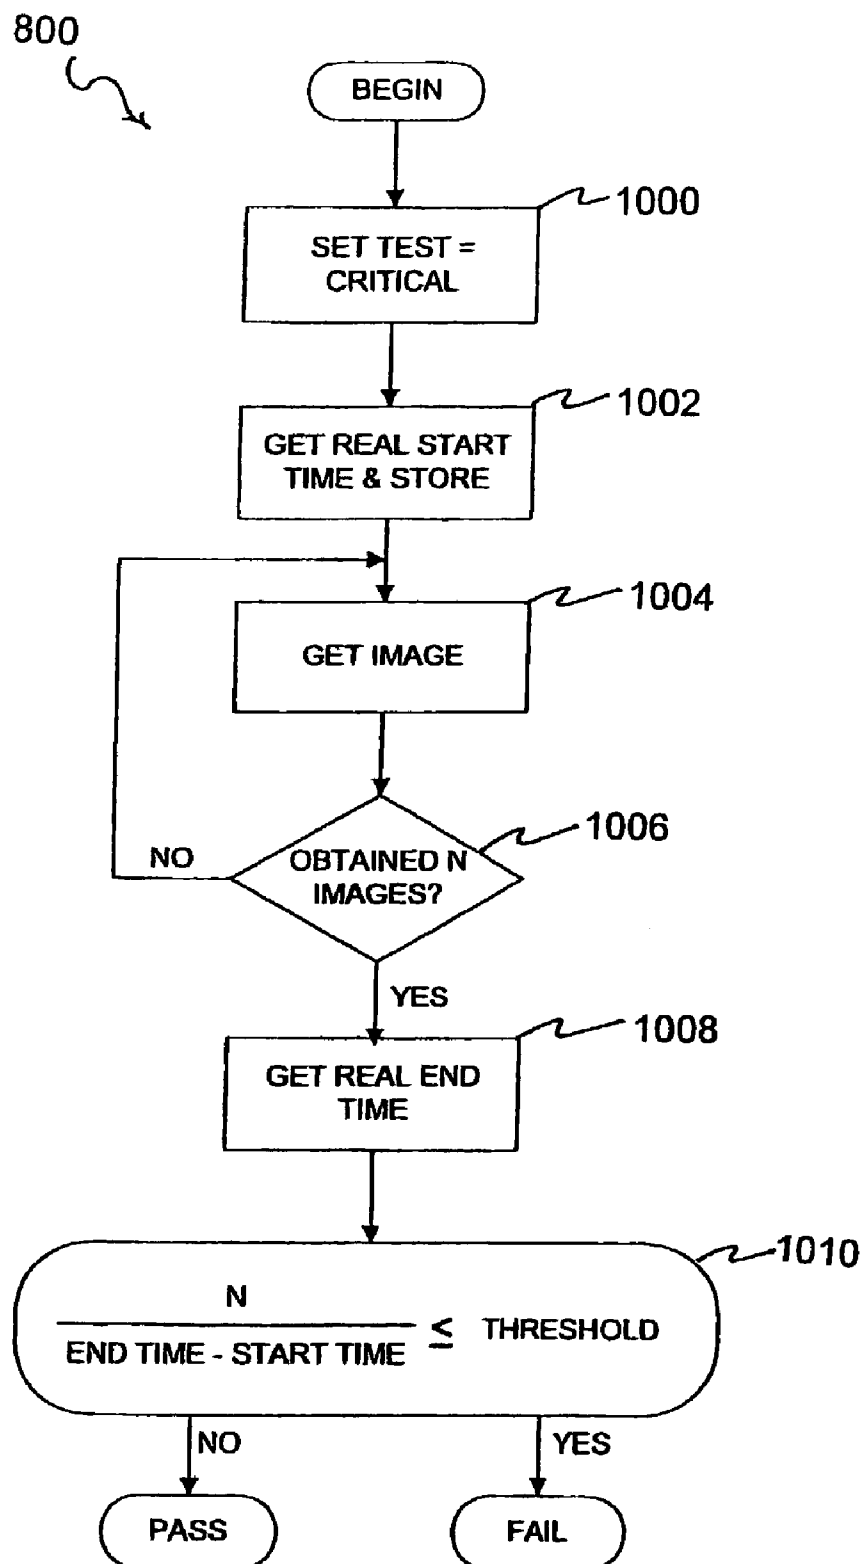 800
BEGIN
1000
SET TEST =
CRITICAL
1002
GET REAL START
TIME & STORE
1004
GET IMAGE
1006
NO
OBTAINED N
IMAGES?
YES
1008
GET REAL END
TIME
1010
N
END TIME - START TIME
≤ THRESHOLD
NO
YES
PASS
FAIL